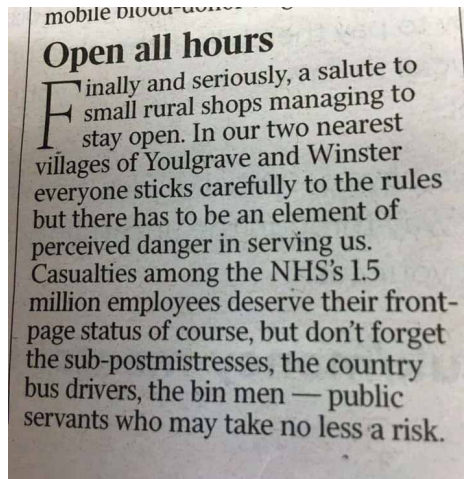 mobile blood-donor
Open all hours
Finally and seriously, a salute to
small rural shops managing to
stay open. In our two nearest
villages of Youlgrave and Winster
everyone sticks carefully to the rules
but there has to be an element of
perceived danger in serving us.
Casualties among the NHS's 1.5
million employees deserve their front-
page status of course, but don't forget
the sub-postmistresses, the country
bus drivers, the bin men — public
servants who may take no less a risk.